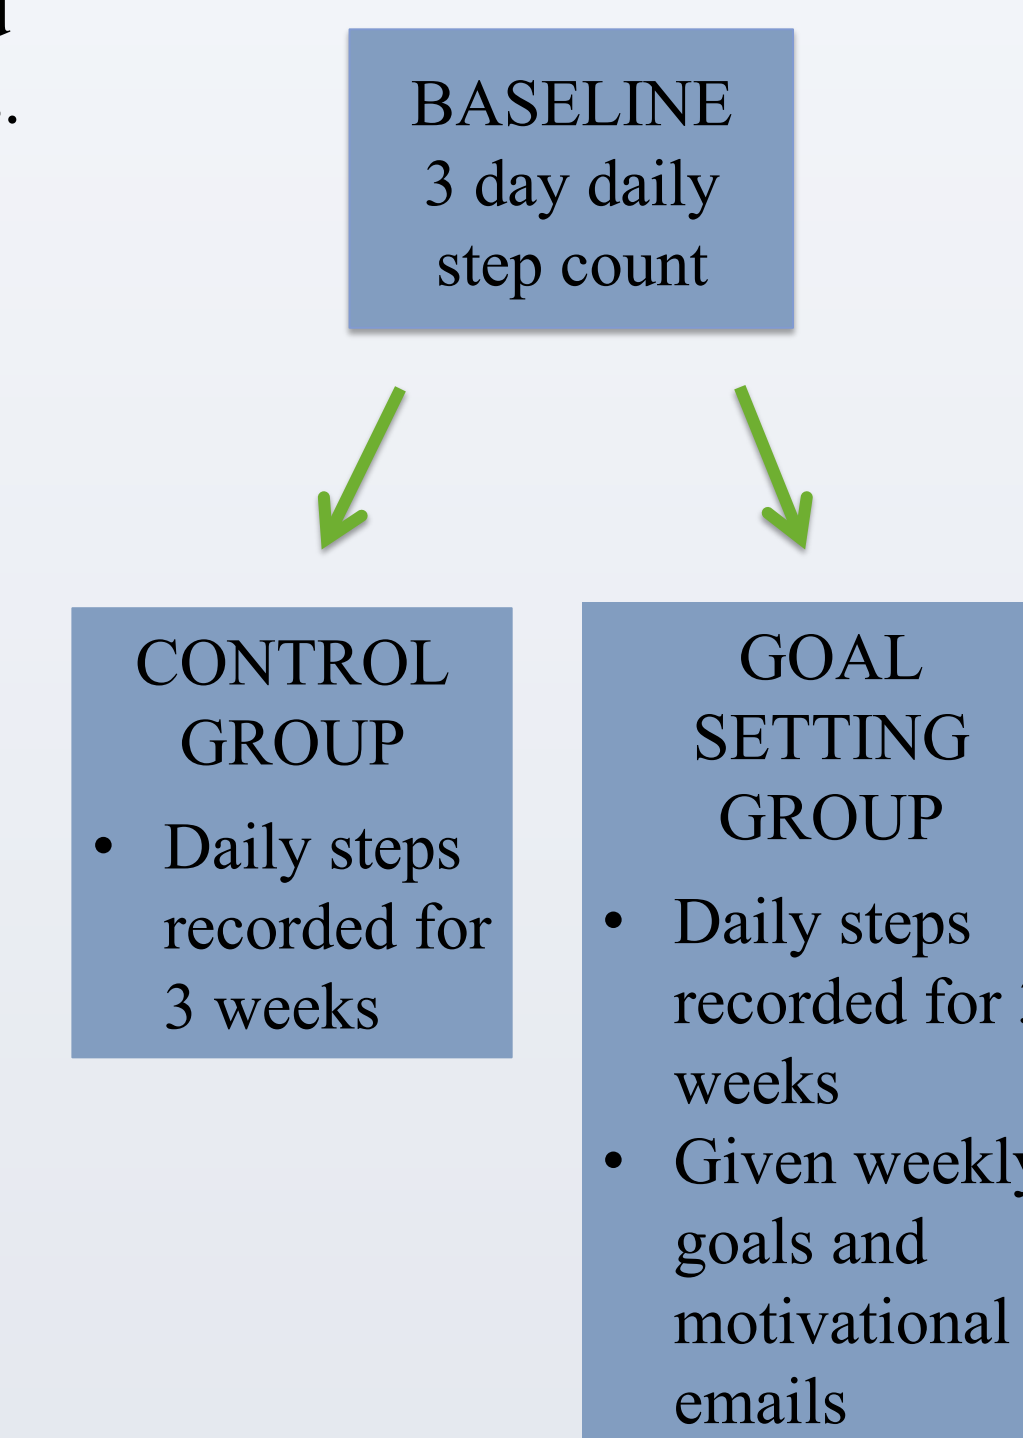 BASELINE
3 day daily
step count
CONTROL
GROUP
• Daily steps
recorded for
3 weeks
GOAL
SETTING
GROUP
• Daily steps
recorded for
weeks
• Given weekly
goals and
motivational
emails